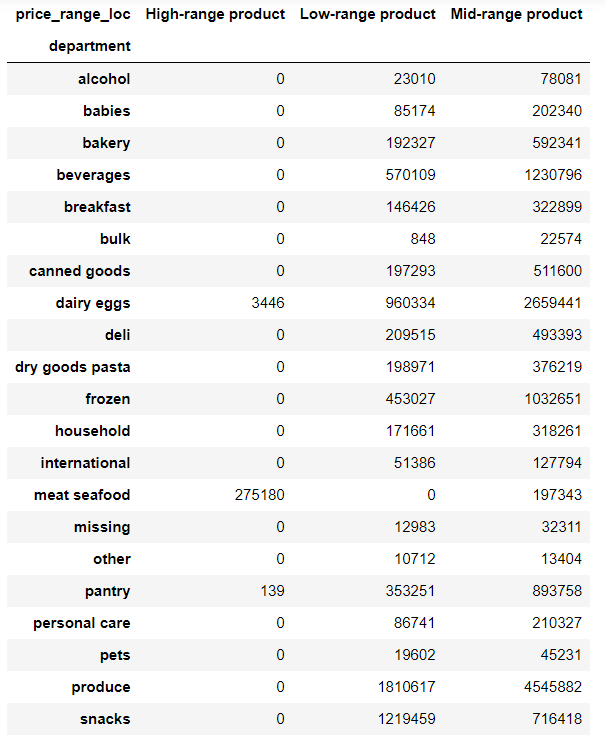 price_range_loc High-range product Low-range product Mid-range product
department
alcohol 0 23010 78081
babies 0 85174 202340
bakery 0 192327 592341
beverages 0 570109 1230796
breakfast 0 146426 322899
bulk 0 848 22574
canned goods 0 197293 511600
dairy eggs 3446 960334 2659441
deli 0 209515 493393
dry goods pasta 0 198971 376219
frozen 0 453027 1032651
household 0 171661 318261
international 0 51386 127794
meat seafood 275180 0 197343
missing 0 12983 32311
other 0 10712 13404
pantry 139 353251 893758
personal care 0 86741 210327
pets 0 19602 45231
produce 0 1810617 4545882
snacks 0 1219459 716418